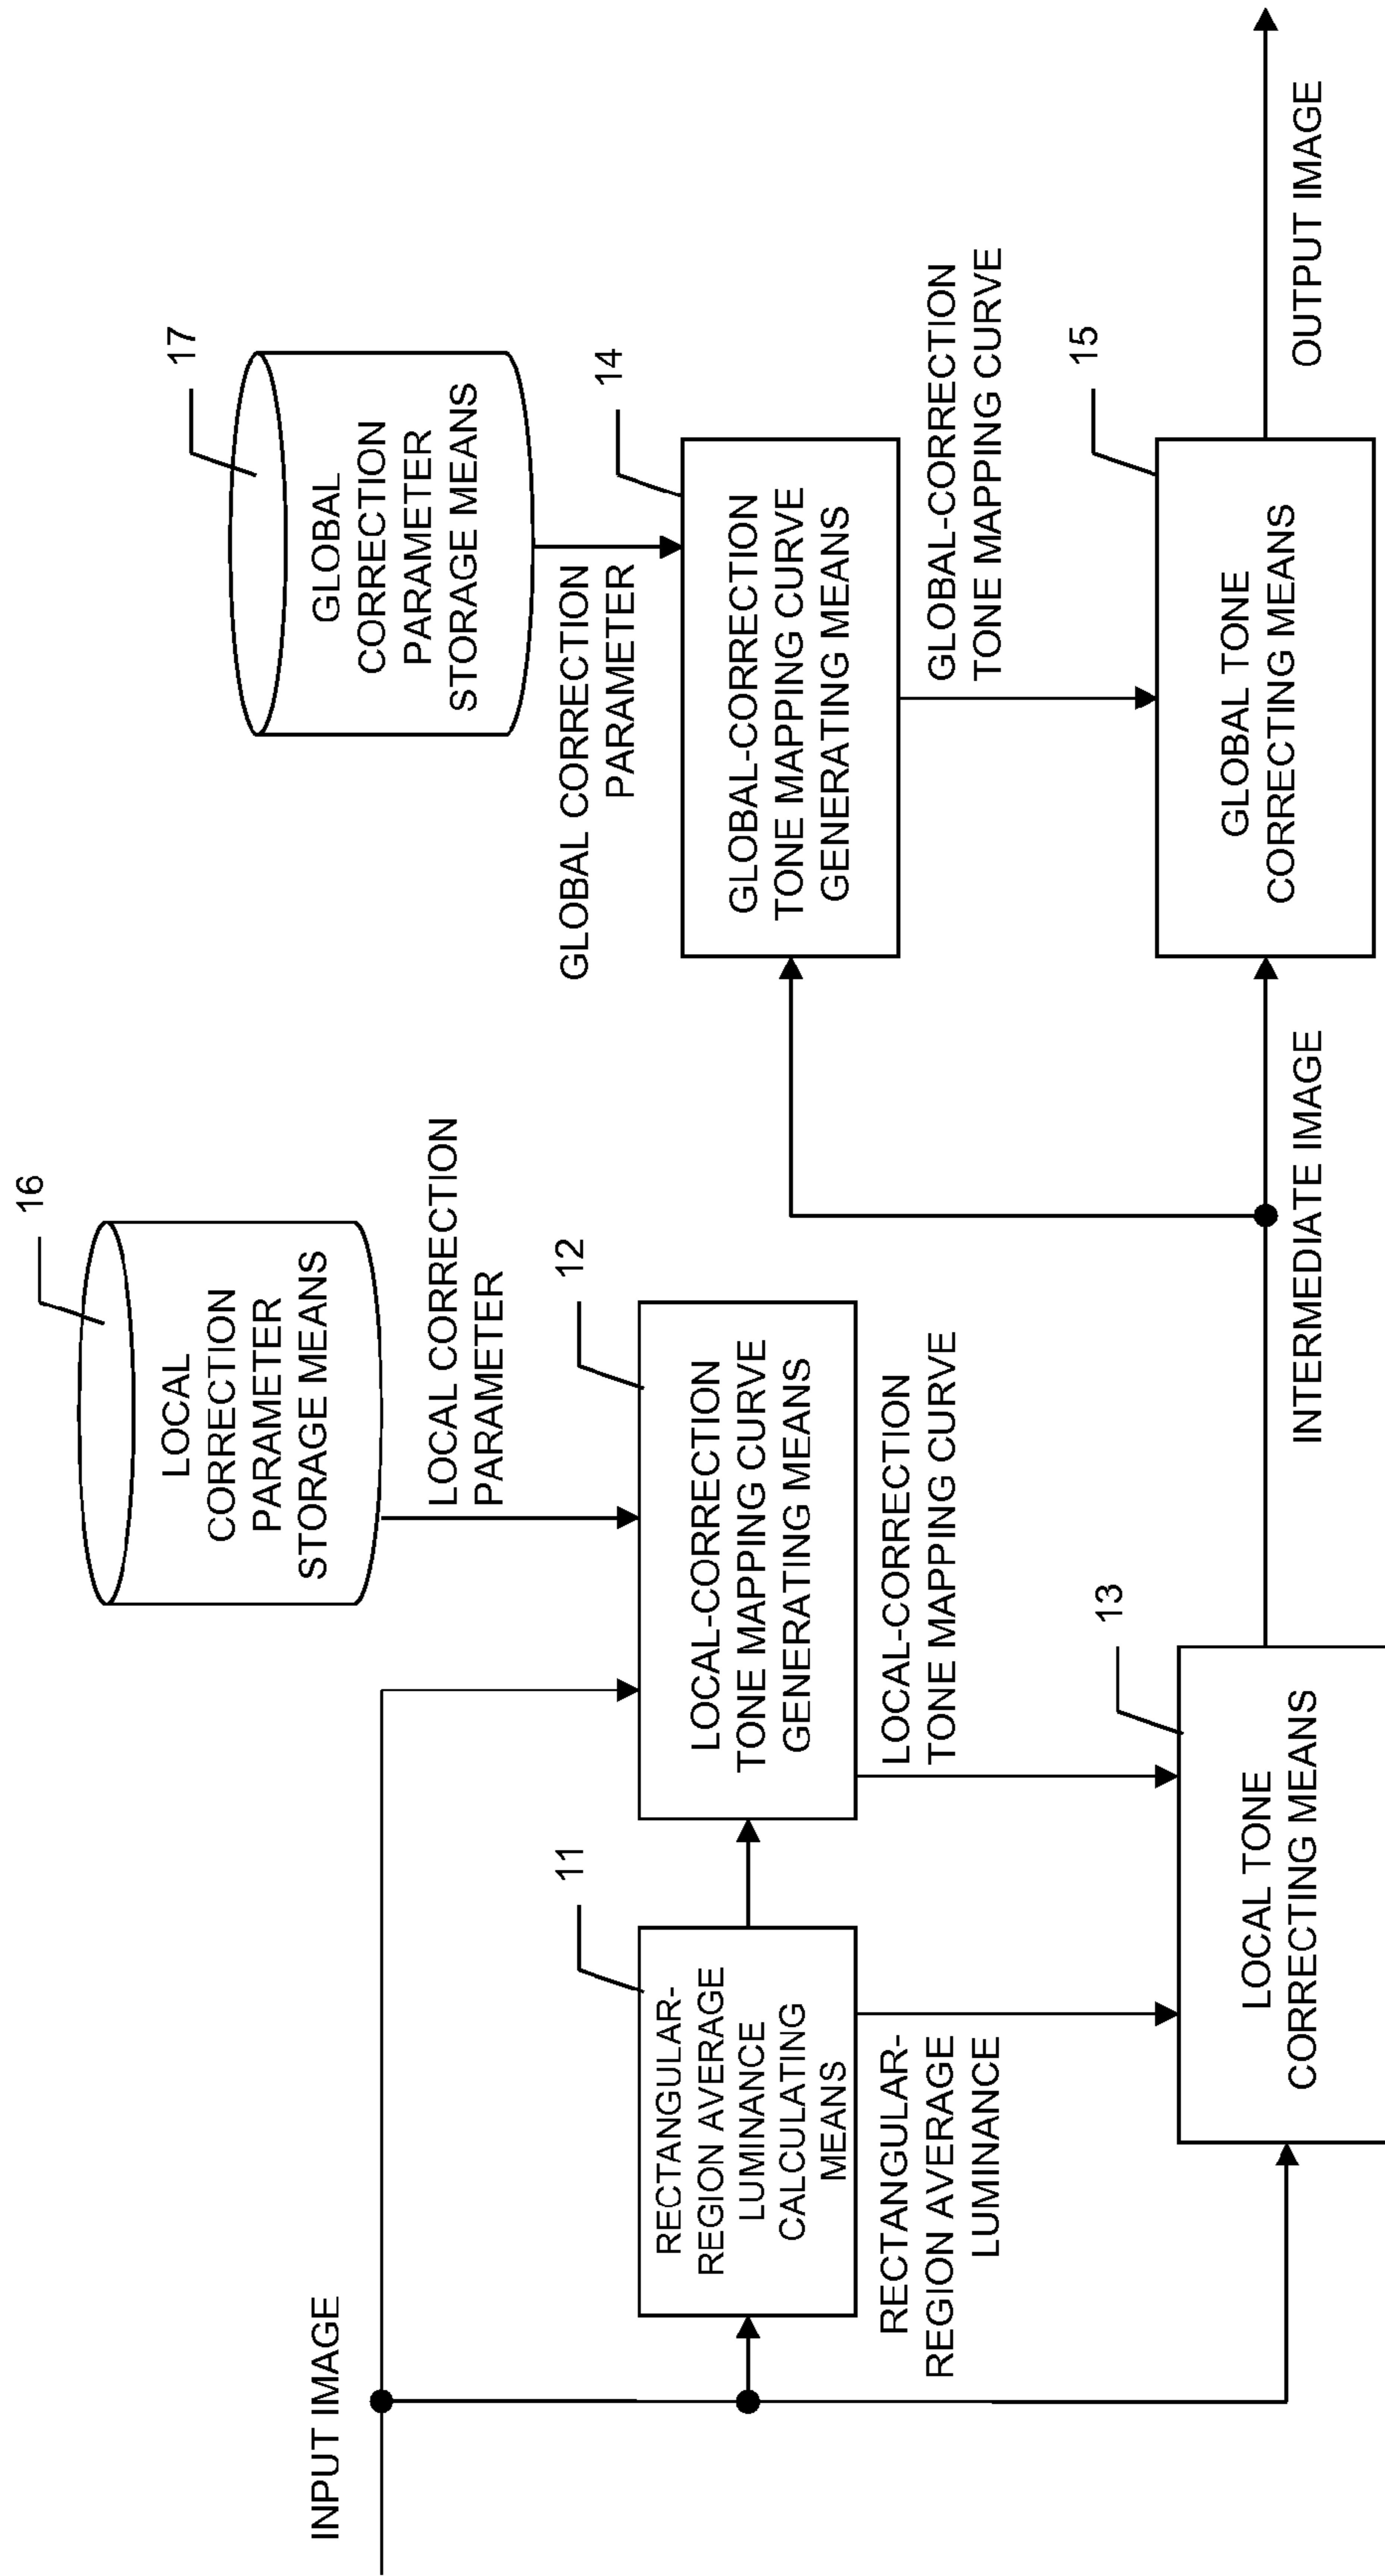 INPUT IMAGE
16
LOCAL
CORRECTION
PARAMETER
STORAGE MEANS
LOCAL CORRECTION
PARAMETER
17
GLOBAL
CORRECTION
PARAMETER
STORAGE MEANS
GLOBAL CORRECTION
PARAMETER
11
RECTANGULAR-
REGION AVERAGE
LUMINANCE
CALCULATING
MEANS
12
LOCAL-CORRECTION
TONE MAPPING CURVE
GENERATING MEANS
14
GLOBAL-CORRECTION
TONE MAPPING CURVE
GENERATING MEANS
RECTANGULAR-
REGION AVERAGE
LUMINANCE
LOCAL-CORRECTION
TONE MAPPING CURVE
GLOBAL-CORRECTION
TONE MAPPING CURVE
13
LOCAL TONE
CORRECTING MEANS
INTERMEDIATE IMAGE
15
GLOBAL TONE
CORRECTING MEANS
OUTPUT IMAGE